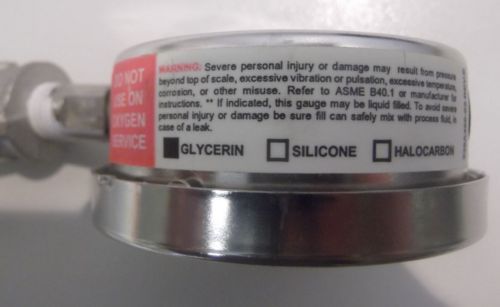 DO NOT
USE ON
OXYGEN
SERVICE
WARNING: Severe personal injury or damage may result from pressure
beyond top of scale, excessive vibration or pulsation, excessive temperature,
corrosion, or other misuse. Refer to ASME B40.1 or manufacturer for
instructions. ** If indicated, this gauge may be liquid filled. To avoid severe
personal injury or damage be sure fill can safely mix with process fluid, in
case of a leak.
GLYCERIN SILICONE HALOCARBON